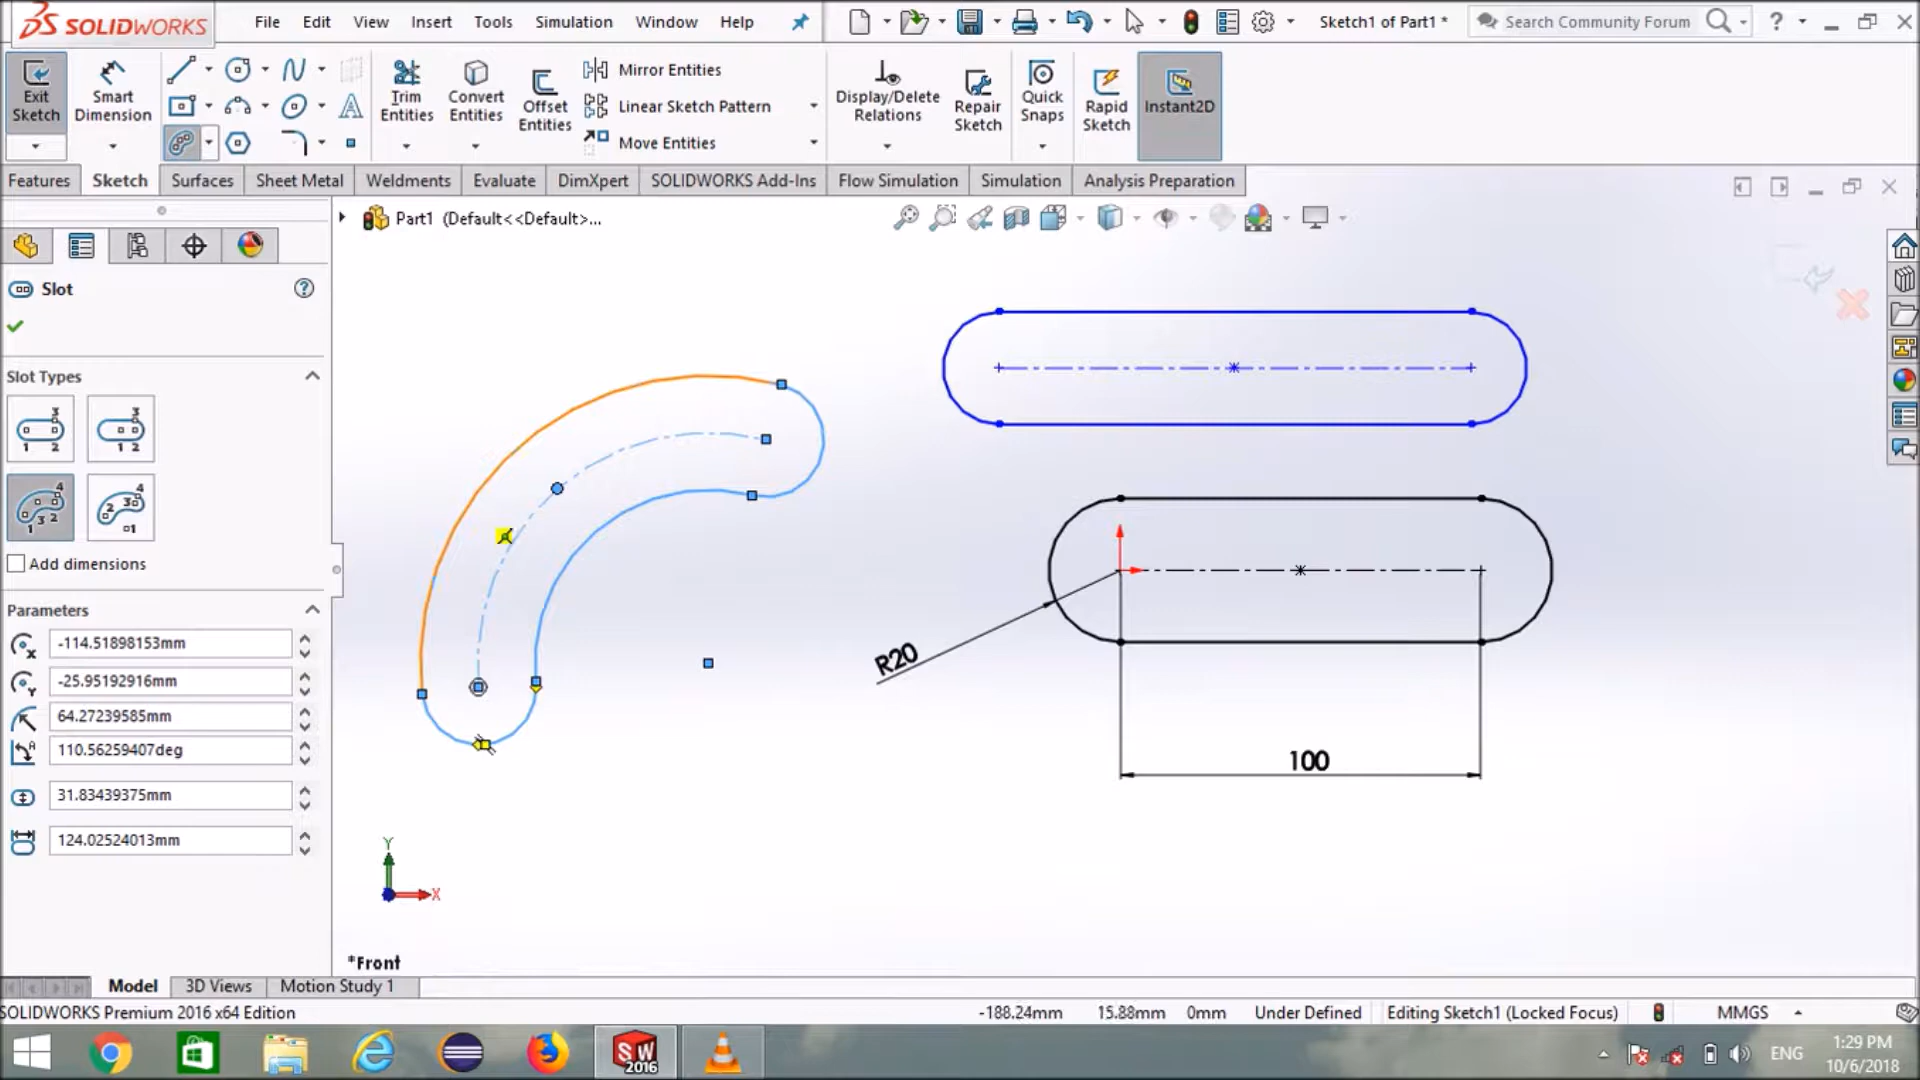 SOLIDWORKS File Edit View Insert Tools Simulation Window Help Sketch1 of Part1 * Search Community Forum ?
Exit Sketch
Smart Dimension
Trim Entities
Convert Entities
Offset Entities
Mirror Entities
Linear Sketch Pattern
Move Entities
Display/Delete Relations
Repair Sketch
Quick Snaps
Rapid Sketch
Instant2D
Features Sketch Surfaces Sheet Metal Weldments Evaluate DimXpert SOLIDWORKS Add-Ins Flow Simulation Simulation Analysis Preparation
Part1 (Default<<Default>...
Slot
Slot Types
Add dimensions
Parameters
-114.51898153mm
-25.95192916mm
64.27239585mm
110.56259407deg
31.83439375mm
124.02524013mm
R20
100
Y
X
*Front
Model 3D Views Motion Study 1
SOLIDWORKS Premium 2016 x64 Edition -188.24mm 15.88mm 0mm Under Defined Editing Sketch1 (Locked Focus) MMGS
SW 2016
ENG
1:29 PM
10/6/2018